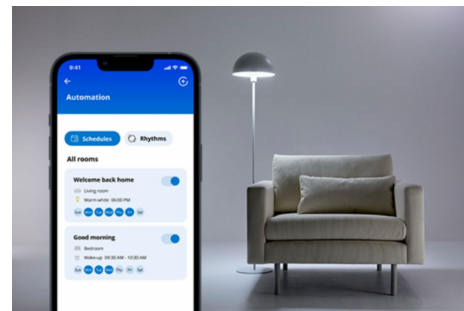 9:41
Automation
Schedules Rhythms
All rooms
Welcome back home
Living room
Warm white 06:00 PM
Sun Mon Tue Wed Thu Fri Sat
Good morning
Bedroom
Wake-up 09:30 AM - 10:30 AM
Sun Mon Tue Wed Thu Fri Sat